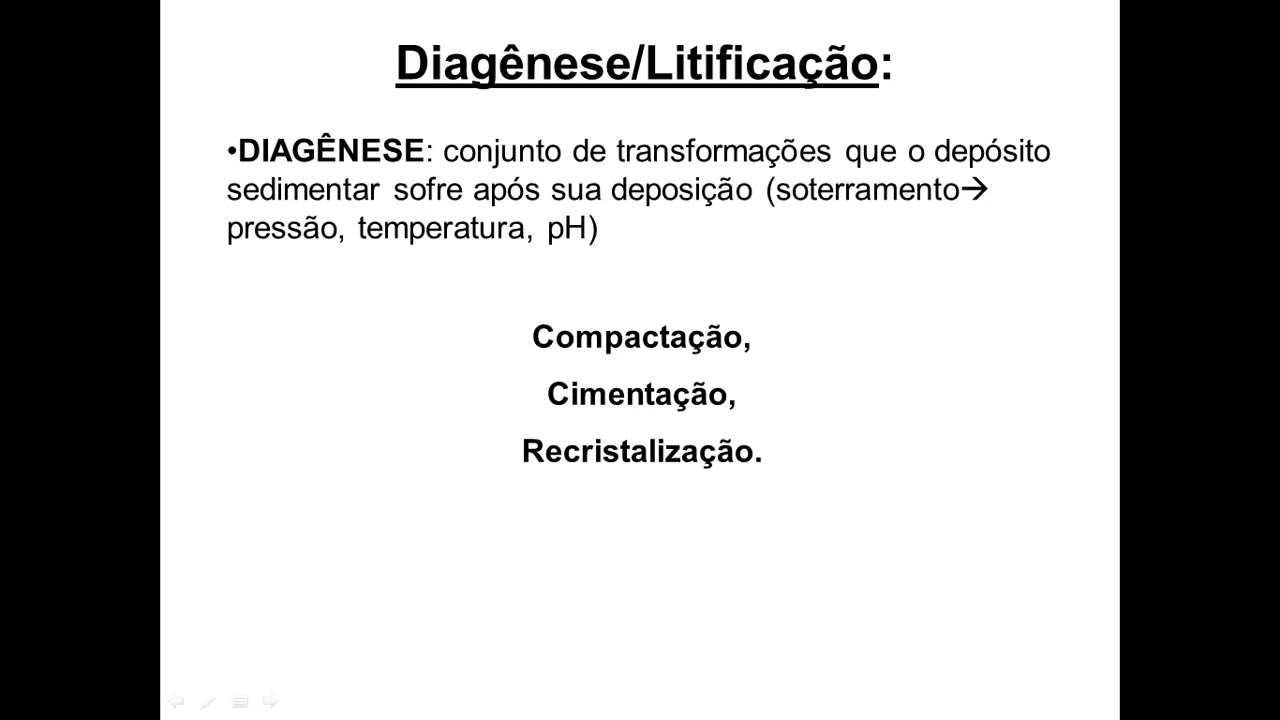 Diagênese/Litificação:
•DIAGÊNESE: conjunto de transformações que o depósito
sedimentar sofre após sua deposição (soterramento→
pressão, temperatura, pH)
Compactação,
Cimentação,
Recristalização.